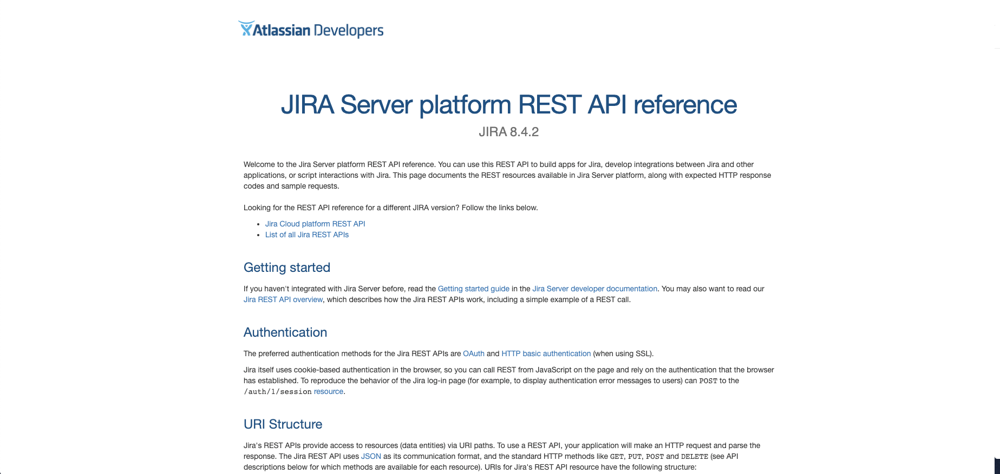 Atlassian Developers
JIRA Server platform REST API reference
JIRA 8.4.2
Welcome to the Jira Server platform REST API reference. You can use this REST API to build apps for Jira, develop integrations between Jira and other
applications, or script interactions with Jira. This page documents the REST resources available in Jira Server platform, along with expected HTTP response
codes and sample requests.
Looking for the REST API reference for a different JIRA version? Follow the links below.
• Jira Cloud platform REST API
• List of all Jira REST APIs
Getting started
If you haven't integrated with Jira Server before, read the Getting started guide in the Jira Server developer documentation. You may also want to read our
Jira REST API overview, which describes how the Jira REST APIs work, including a simple example of a REST call.
Authentication
The preferred authentication methods for the Jira REST APIs are OAuth and HTTP basic authentication (when using SSL).
Jira itself uses cookie-based authentication in the browser, so you can call REST from JavaScript on the page and rely on the authentication that the browser
has established. To reproduce the behavior of the Jira log-in page (for example, to display authentication error messages to users) can POST to the
/auth/1/session resource.
URI Structure
Jira's REST APIs provide access to resources (data entities) via URI paths. To use a REST API, your application will make an HTTP request and parse the
response. The Jira REST API uses JSON as its communication format, and the standard HTTP methods like GET, PUT, POST and DELETE (see API
descriptions below for which methods are available for each resource). URIs for Jira's REST API resource have the following structure: